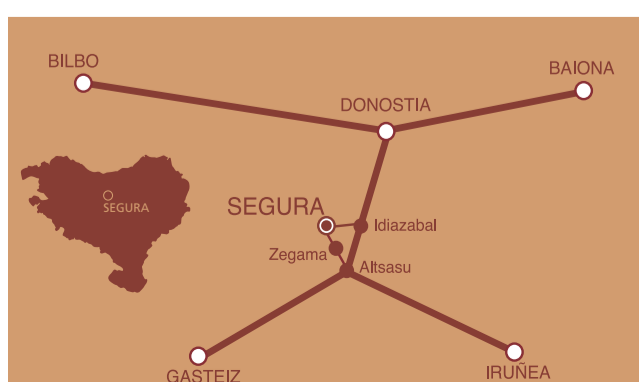 BILBO
BAIONA
DONOSTIA
SEGURA
SEGURA
Idiazabal
Zegama
Altsasu
GASTEIZ
IRUÑEA